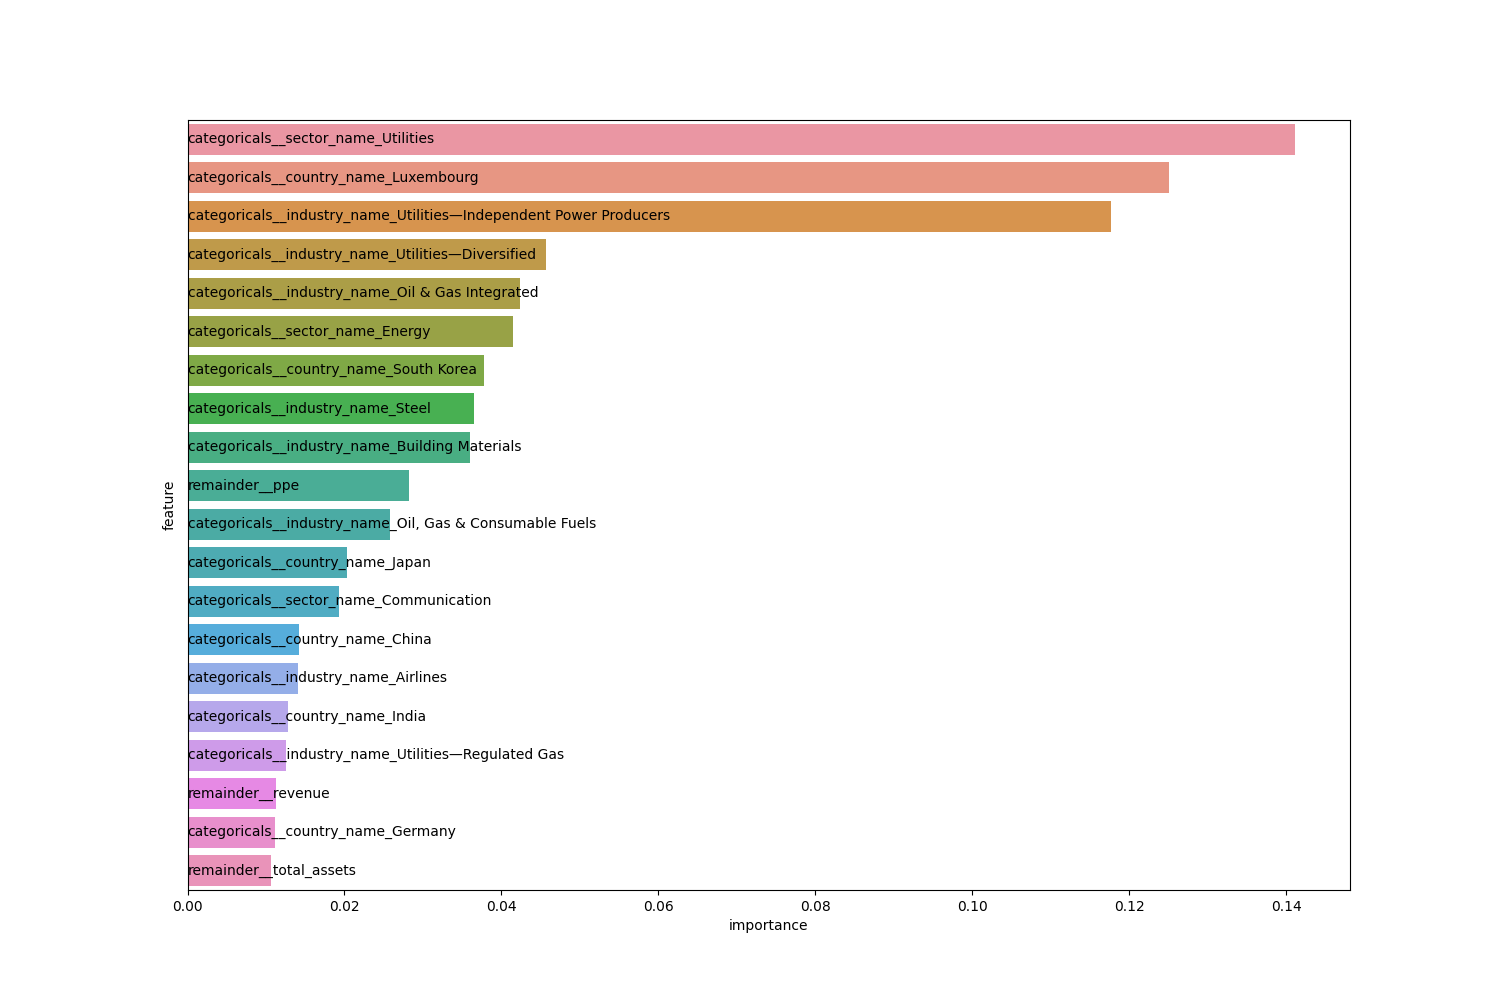 categoricals__sector_name_Utilities
categoricals__country_name_Luxembourg
categoricals__industry_name_Utilities—Independent Power Producers
categoricals__industry_name_Utilities—Diversified
categoricals__industry_name_Oil & Gas Integrated
categoricals__sector_name_Energy
categoricals__country_name_South Korea
categoricals__industry_name_Steel
categoricals__industry_name_Building Materials
remainder__ppe
categoricals__industry_name_Oil, Gas & Consumable Fuels
categoricals__country_name_Japan
categoricals__sector_name_Communication
categoricals__country_name_China
categoricals__industry_name_Airlines
categoricals__country_name_India
categoricals__industry_name_Utilities—Regulated Gas
remainder__revenue
categoricals__country_name_Germany
remainder__total_assets
feature
0.00 0.02 0.04 0.06 0.08 0.10 0.12 0.14
importance